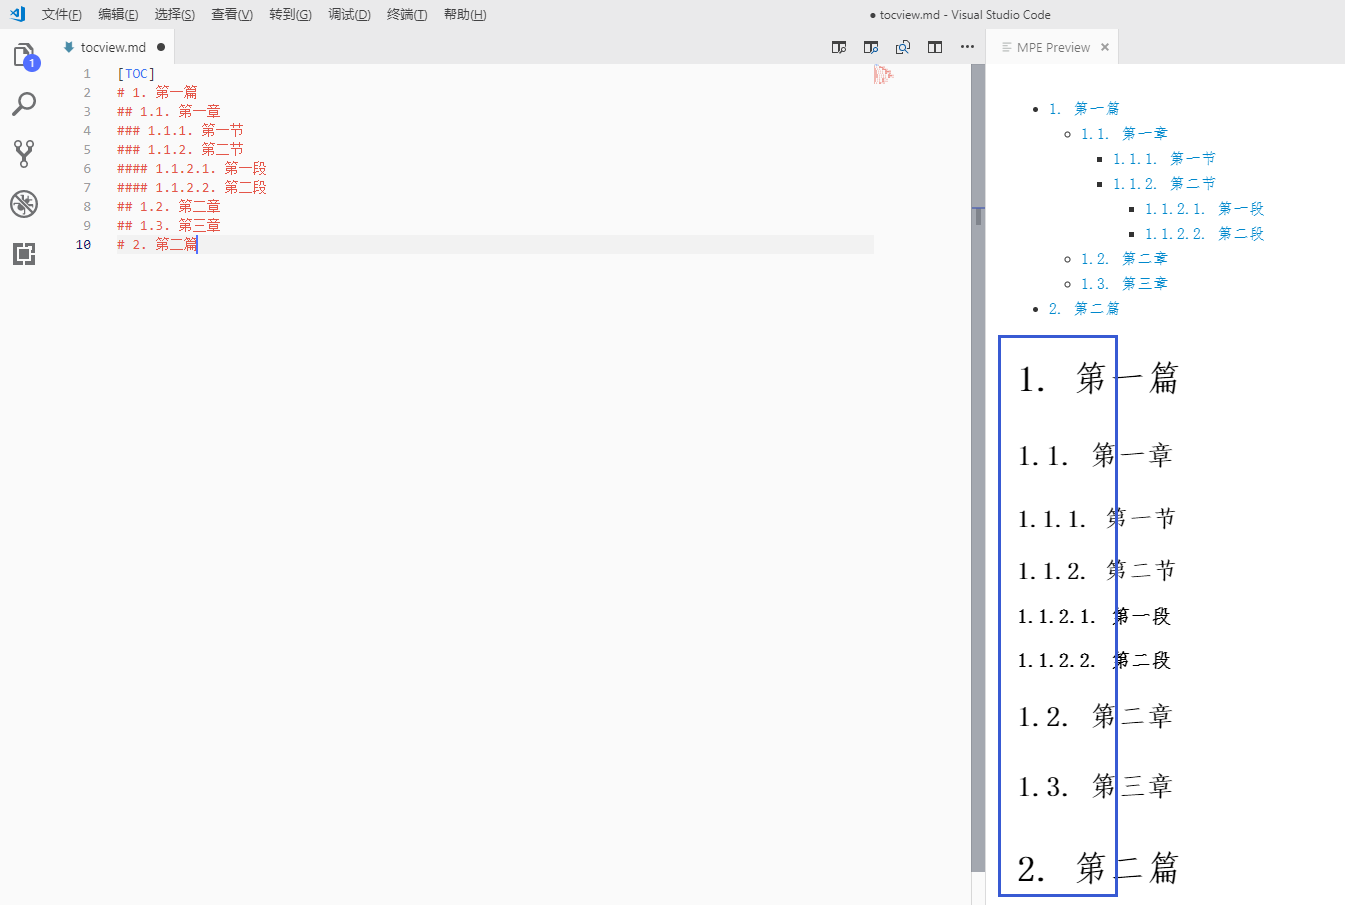 文件(F) 编辑(E) 选择(S) 查看(V) 转到(G) 调试(D) 终端(T) 帮助(H)
● tocview.md - Visual Studio Code
1
tocview.md ●
MPE Preview ×
1 [TOC]
2 # 1. 第一篇
3 ## 1.1. 第一章
4 ### 1.1.1. 第一节
5 ### 1.1.2. 第二节
6 #### 1.1.2.1. 第一段
7 #### 1.1.2.2. 第二段
8 ## 1.2. 第二章
9 ## 1.3. 第三章
10 # 2. 第二篇
1. 第一篇
1.1. 第一章
1.1.1. 第一节
1.1.2. 第二节
1.1.2.1. 第一段
1.1.2.2. 第二段
1.2. 第二章
1.3. 第三章
2. 第二篇
1. 第一篇
1.1. 第一章
1.1.1. 第一节
1.1.2. 第二节
1.1.2.1. 第一段
1.1.2.2. 第二段
1.2. 第二章
1.3. 第三章
2. 第二篇